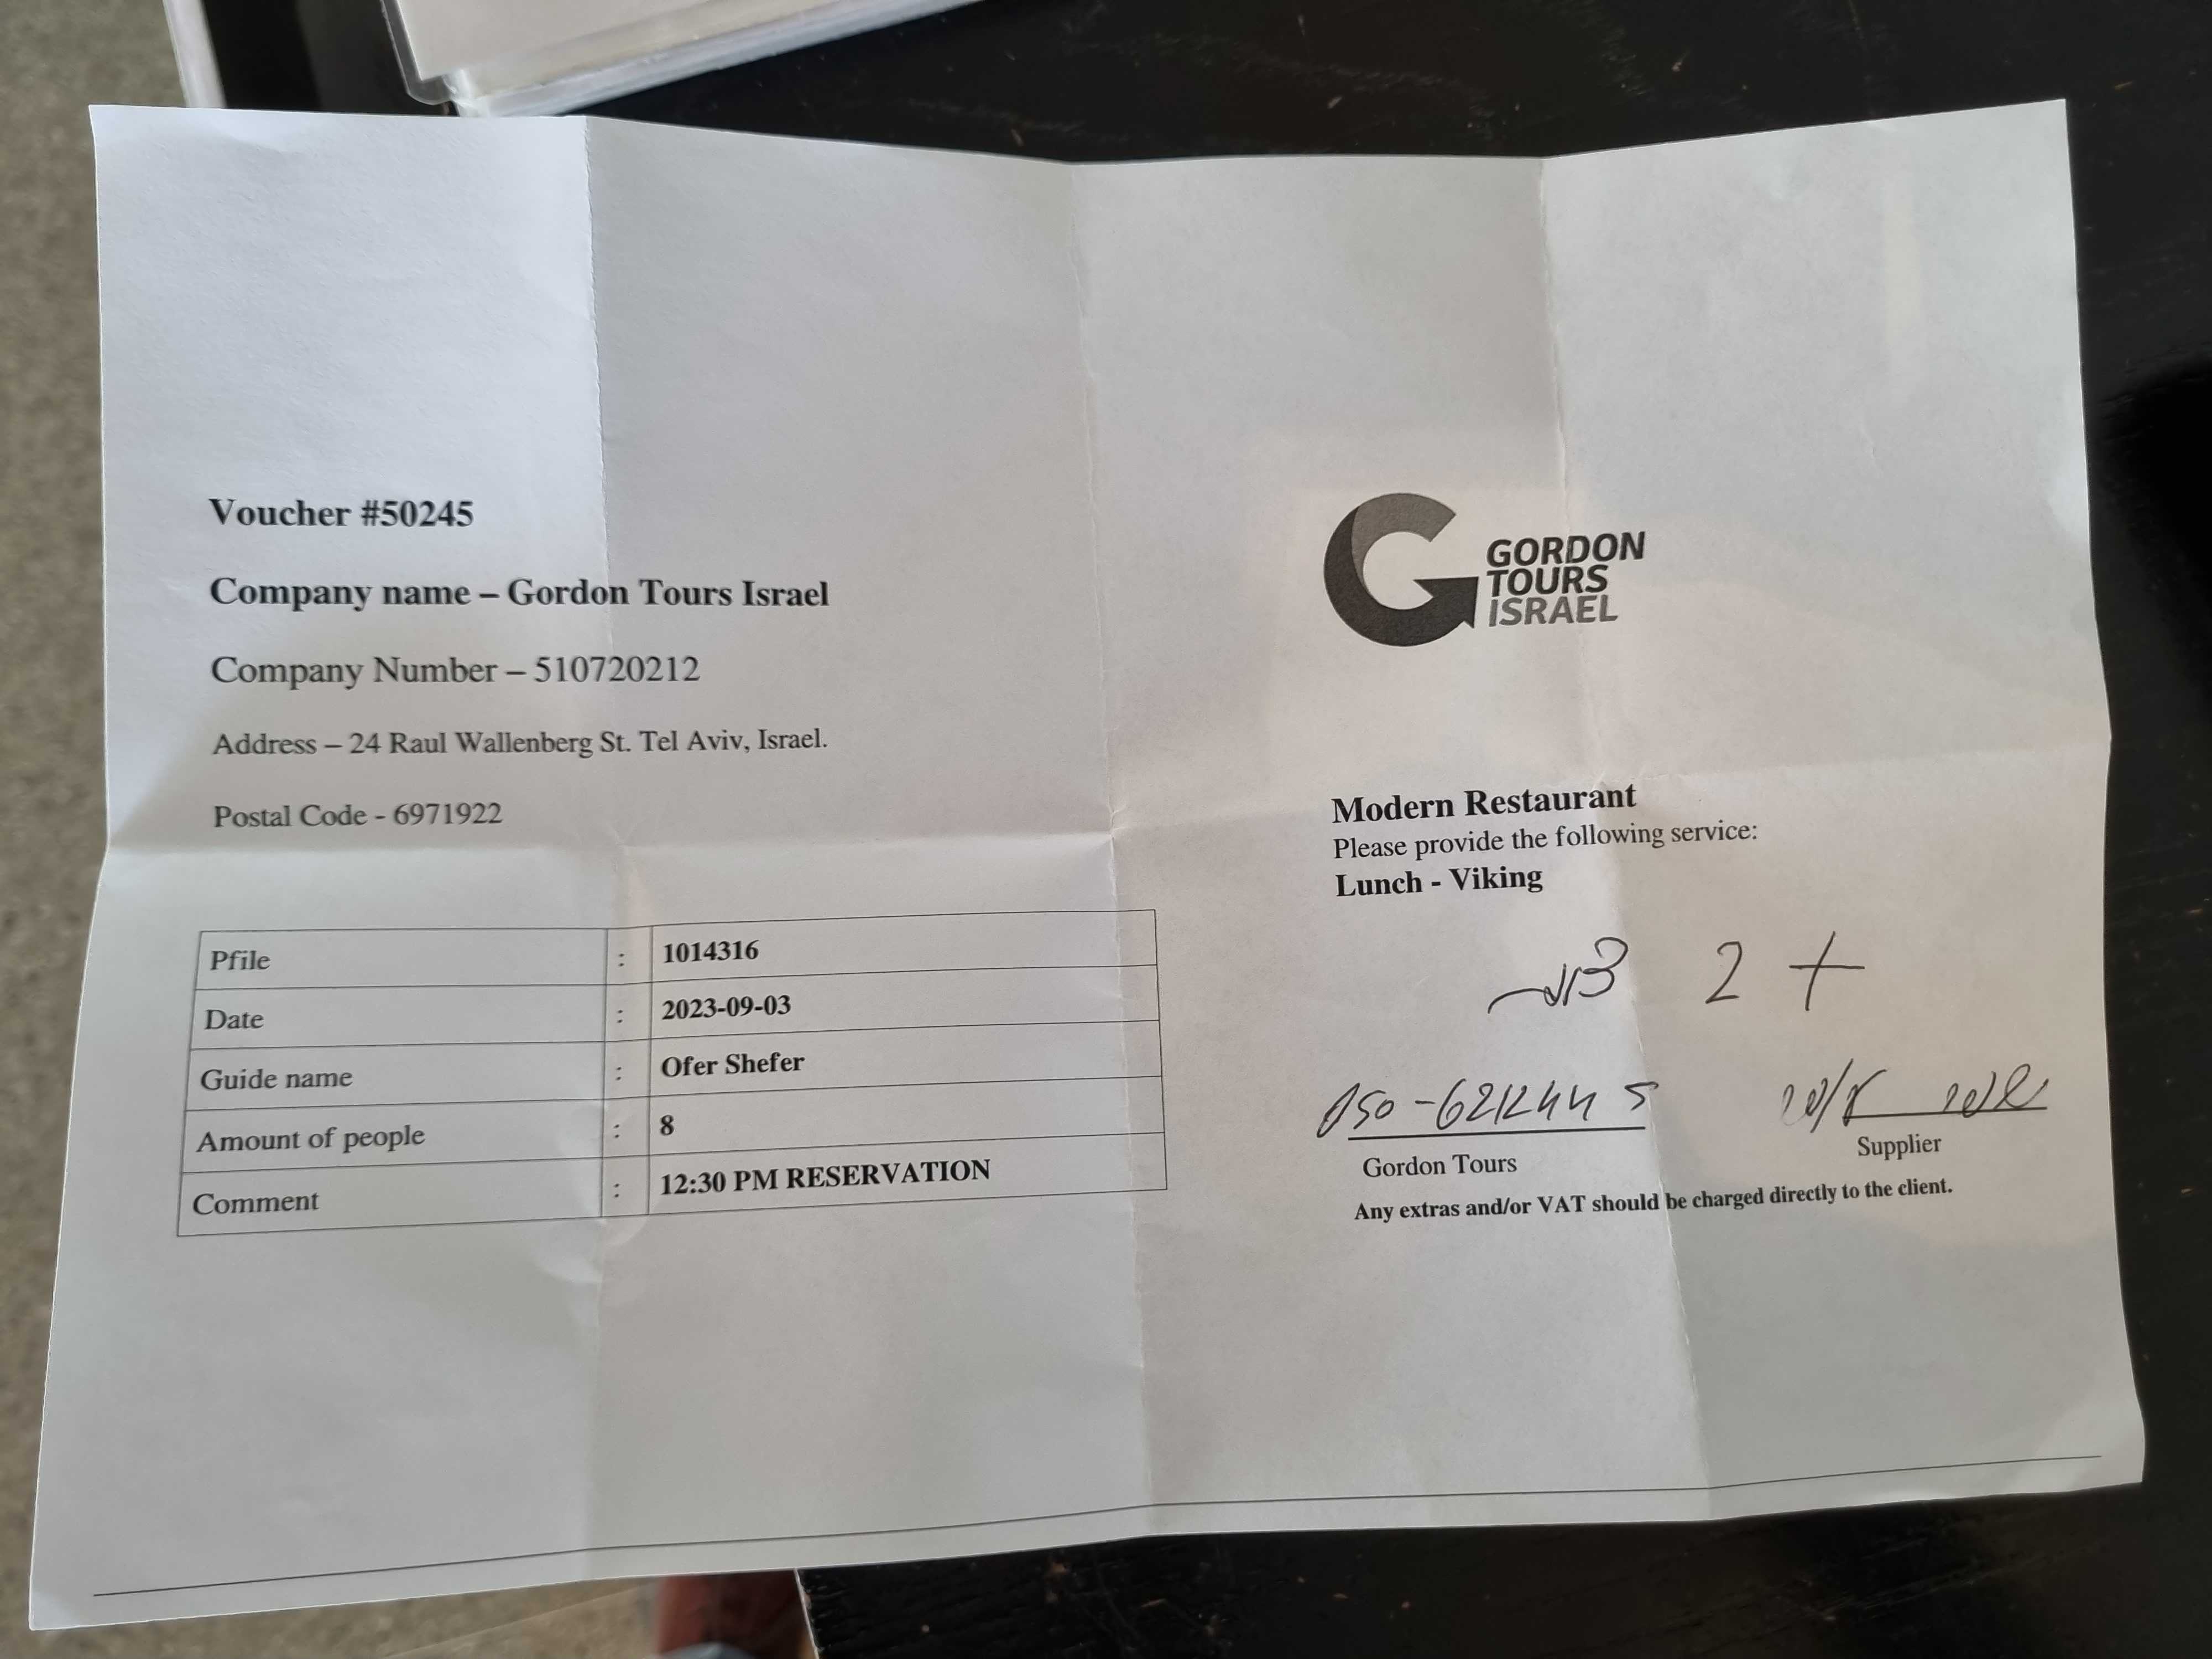 Voucher #50245
Company name – Gordon Tours Israel
Company Number – 510720212
Address – 24 Raul Wallenberg St. Tel Aviv, Israel.
Postal Code - 6971922
Pfile : 1014316
Date : 2023-09-03
Guide name : Ofer Shefer
Amount of people : 8
Comment : 12:30 PM RESERVATION
GORDON
TOURS
ISRAEL
Modern Restaurant
Please provide the following service:
Lunch - Viking
2 +
Gordon Tours
Supplier
Any extras and/or VAT should be charged directly to the client.